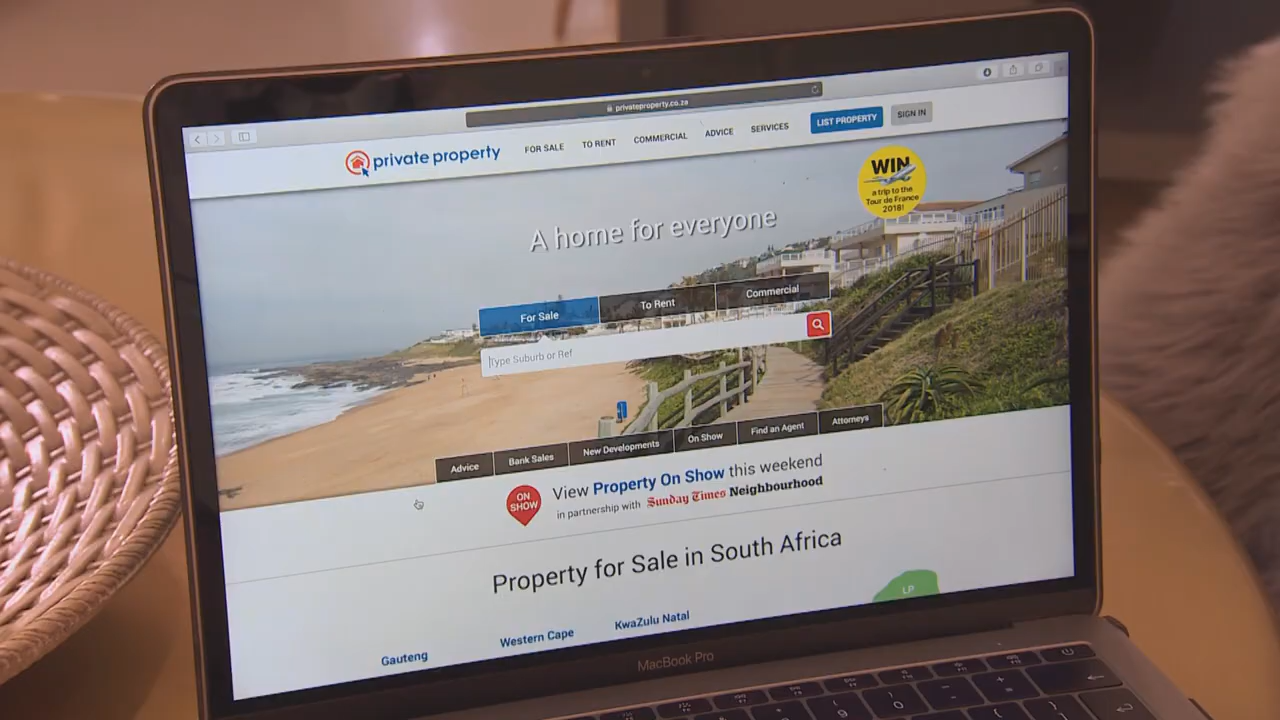 privateproperty.co.za
private property
FOR SALE
TO RENT
COMMERCIAL
ADVICE
SERVICES
LIST PROPERTY
SIGN IN
WIN
a trip to the
Tour de France
2018!
A home for everyone
For Sale
To Rent
Commercial
Type Suburb or Ref
Advice
Bank Sales
New Developments
On Show
Find an Agent
Attorneys
ON
SHOW
View Property On Show this weekend
in partnership with Sunday Times Neighbourhood
Property for Sale in South Africa
LP
Gauteng
Western Cape
KwaZulu Natal
MacBook Pro